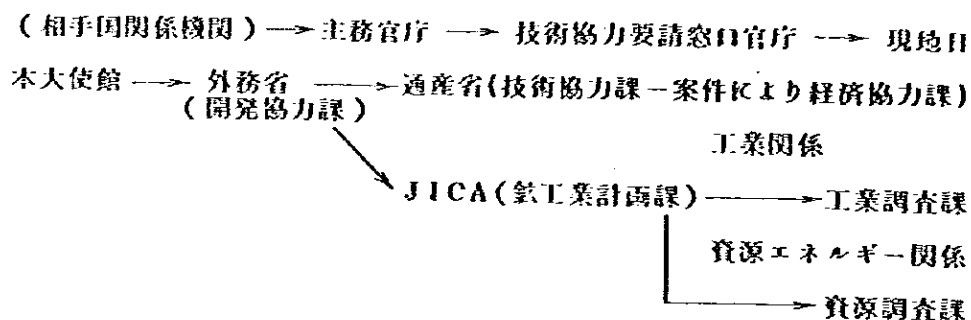 (相手国関係機関) → 主務官庁 → 技術協力要請窓口官庁 → 現地日
本大使館 → 外務省 → 通産省(技術協力課-案件により経済協力課)
(開発協力課)
工業関係
JICA(鉱工業計画課) → 工業調査課
資源エネルギー関係
資源調査課